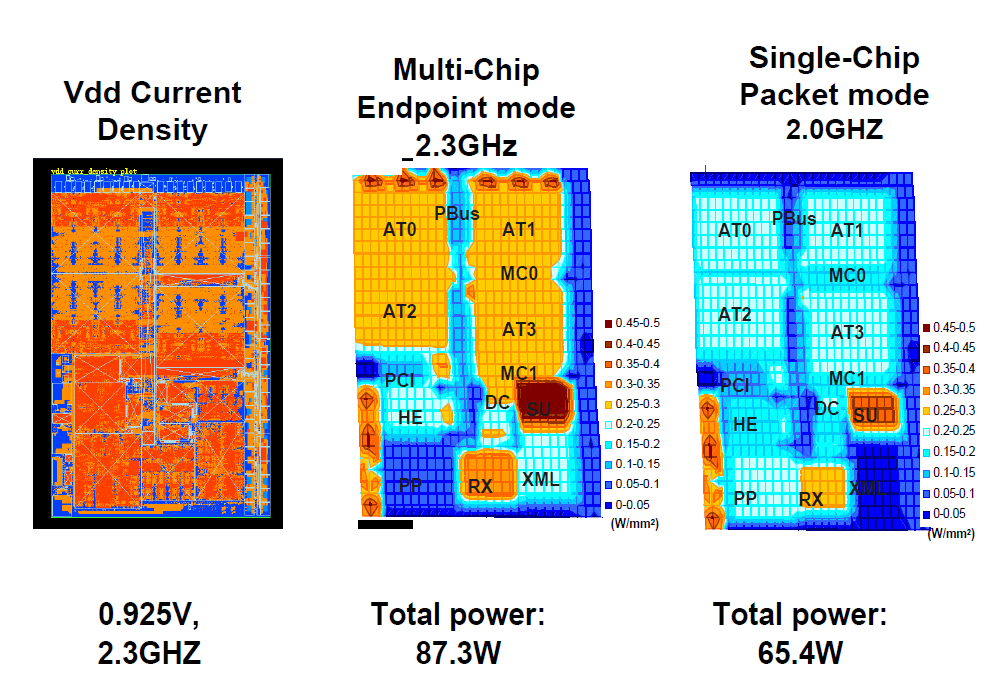 Vdd Current
Density
Multi-Chip
Endpoint mode
_2.3GHz
Single-Chip
Packet mode
2.0GHZ
vdd_curr_density plot
PBus
AT0
AT1
MC0
AT2
AT3
MC1
PCI
DC
SU
HE
PP
RX
XML
0.45-0.5
0.4-0.45
0.35-0.4
0.3-0.35
0.25-0.3
0.2-0.25
0.15-0.2
0.1-0.15
0.05-0.1
0-0.05
(W/mm²)
PBus
AT0
AT1
MC0
AT2
AT3
MC1
PCI
DC
SU
HE
PP
RX
XML
0.45-0.5
0.4-0.45
0.35-0.4
0.3-0.35
0.25-0.3
0.2-0.25
0.15-0.2
0.1-0.15
0.05-0.1
0-0.05
(W/mm²)
0.925V,
2.3GHZ
Total power:
87.3W
Total power:
65.4W